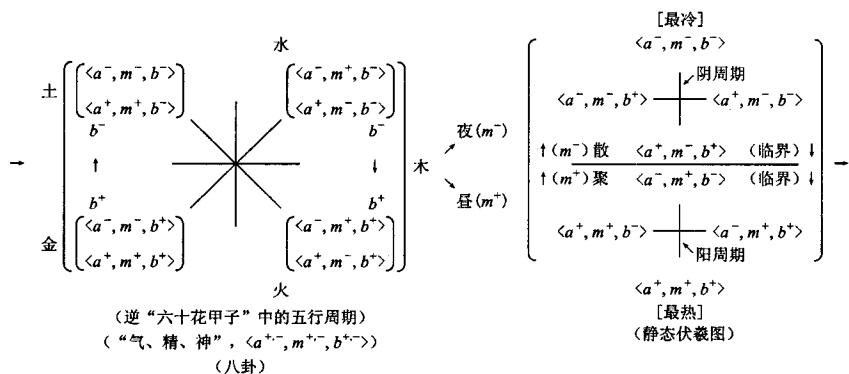 水
土 <a⁻, m⁻, b⁻> <a⁻, m⁺, b⁻>
<a⁺, m⁺, b⁻> <a⁺, m⁻, b⁻>
b⁻ b⁻
→ ↑ ↓ 木
b⁺ b⁺
金 <a⁻, m⁻, b⁺> <a⁻, m⁺, b⁺>
<a⁺, m⁺, b⁺> <a⁺, m⁻, b⁺>
火
(逆“六十花甲子”中的五行周期)
(“气、精、神”, <a⁺·⁻, m⁺·⁻, b⁺·⁻>)
(八卦)
夜(m⁻)
昼(m⁺)
[最冷]
<a⁻, m⁻, b⁻>
阴周期
<a⁻, m⁻, b⁺> <a⁺, m⁻, b⁻>
↑(m⁻)散 <a⁺, m⁻, b⁺> (临界)↓
↑(m⁺)聚 <a⁻, m⁺, b⁻> (临界)↓ →
<a⁺, m⁺, b⁻> <a⁻, m⁺, b⁺>
阳周期
<a⁺, m⁺, b⁺>
[最热]
(静态伏羲图)